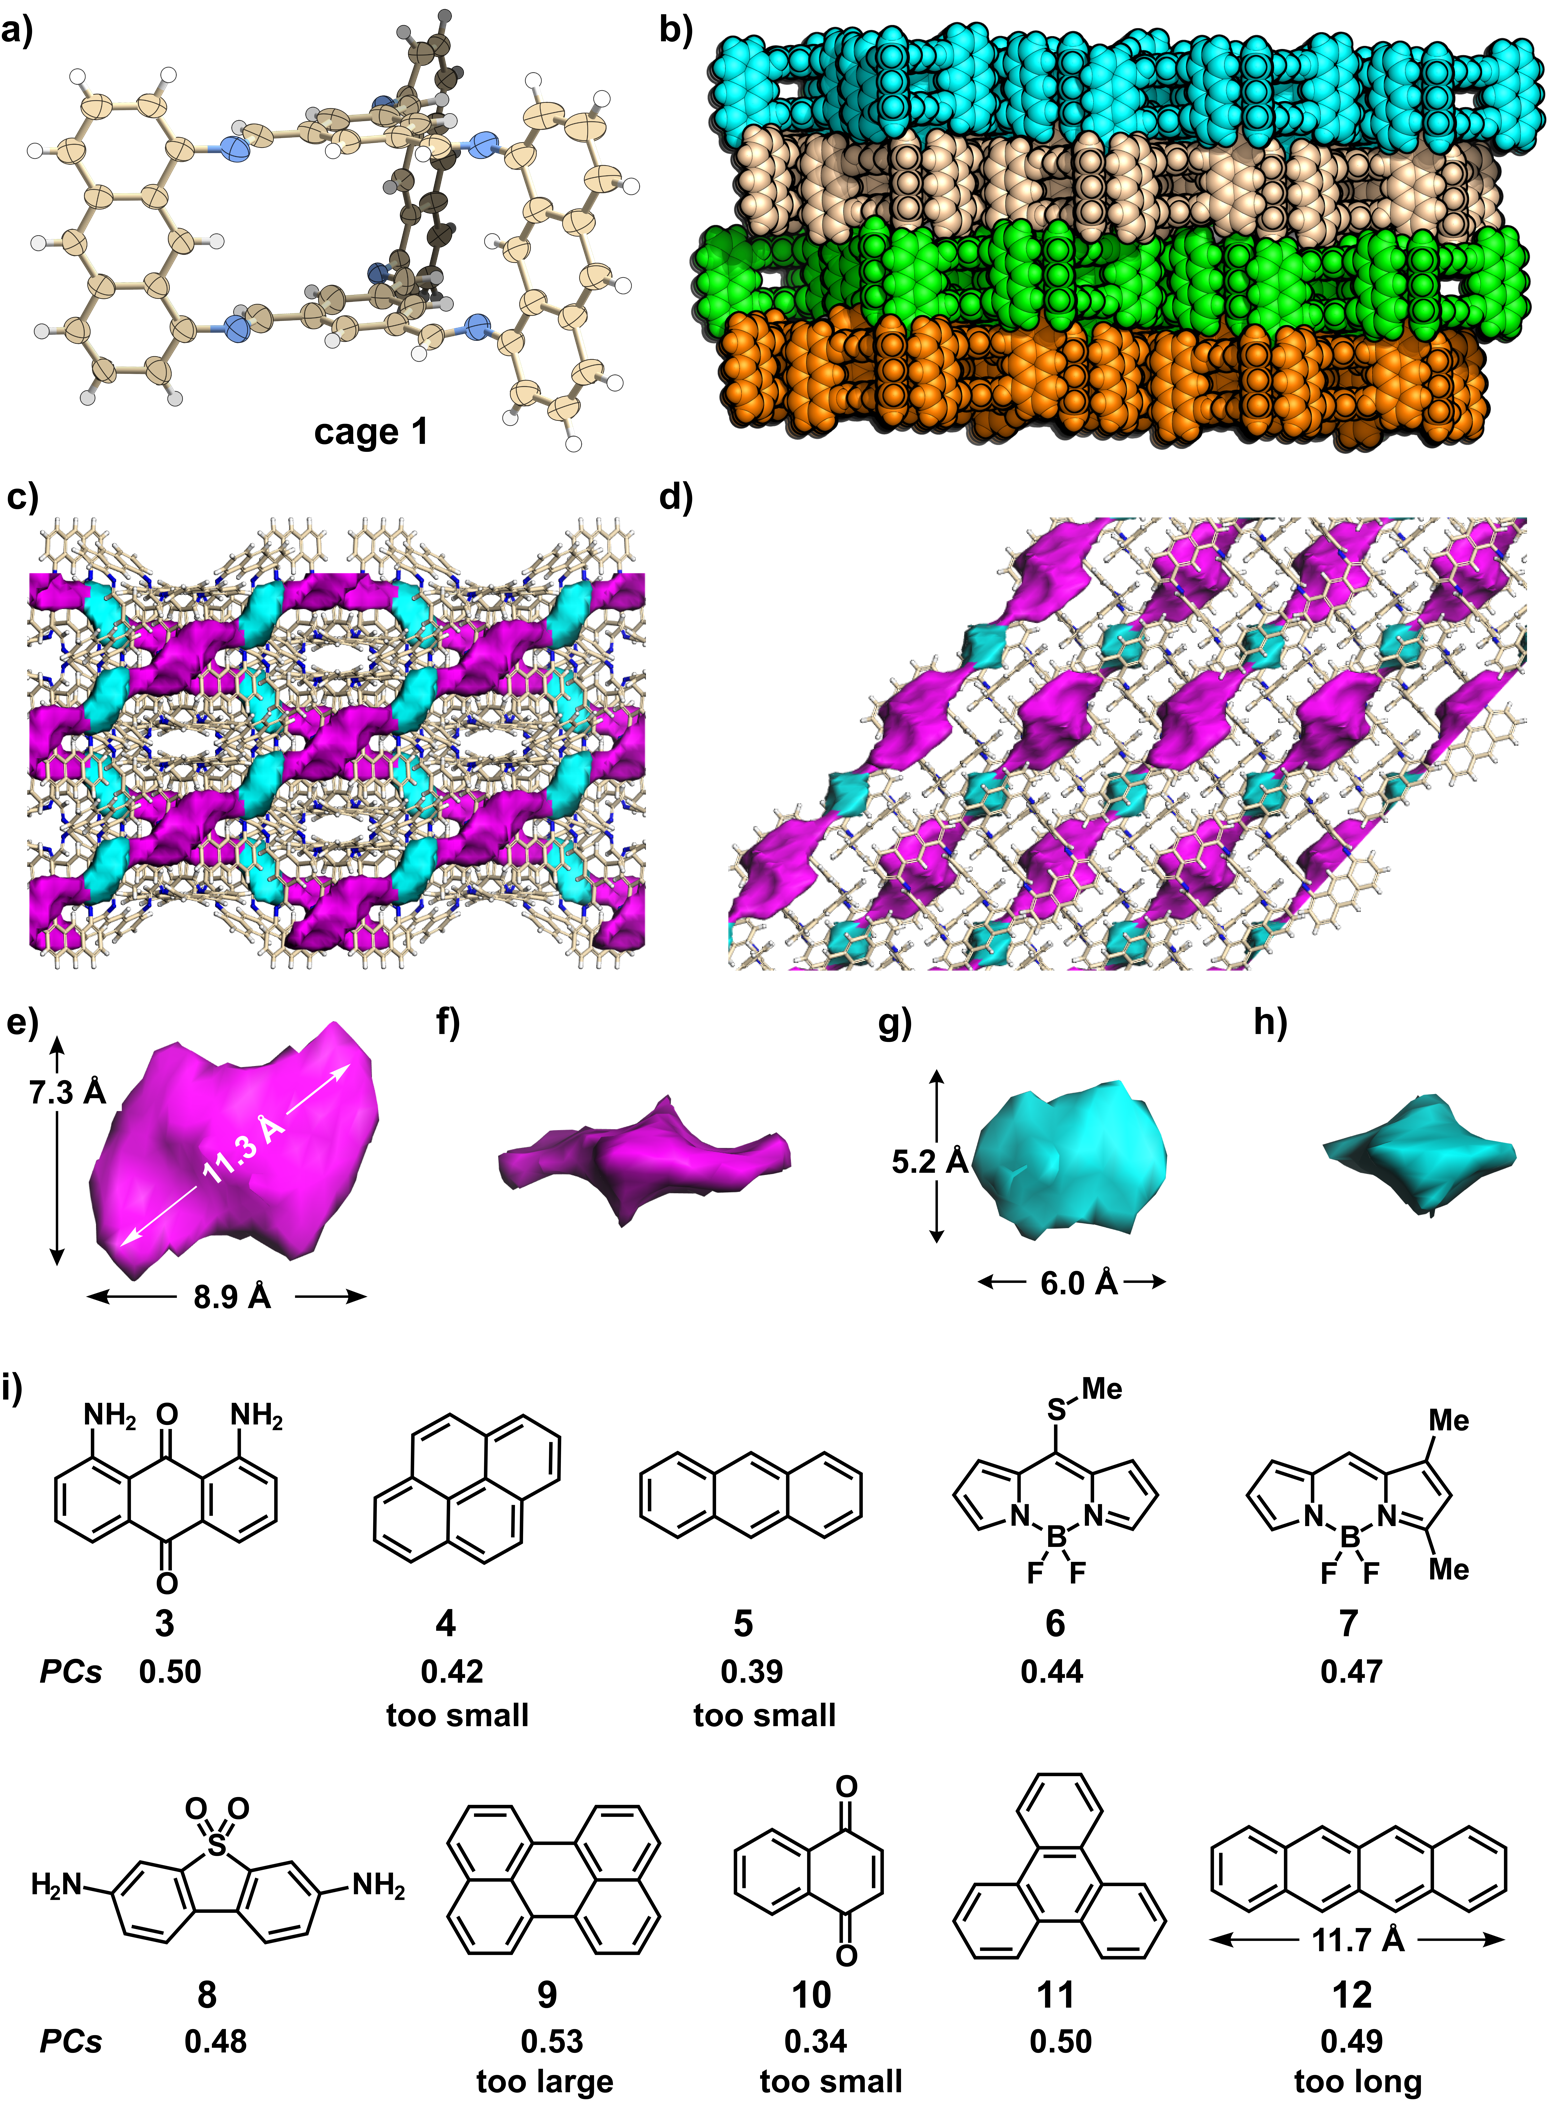 a)
b)
cage 1
c)
d)
e)
f)
g)
h)
7.3 Å
11.3 Å
8.9 Å
5.2 Å
6.0 Å
i)
NH2 O NH2
O
S Me
N N
B
F F
Me
N N
B
F F
Me
3 4 5 6 7
PCs 0.50 0.42 0.39 0.44 0.47
too small too small
O O
S
H2N NH2
O
O
11.7 Å
8 9 10 11 12
PCs 0.48 0.53 0.34 0.50 0.49
too large too small too long